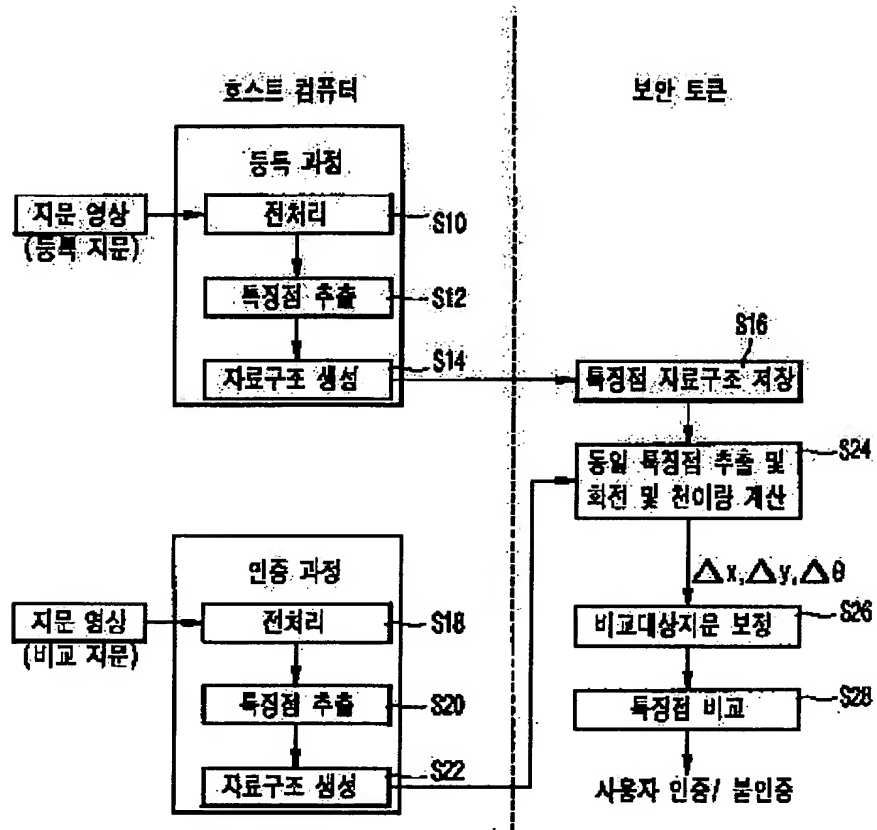 호스트 컴퓨터
보안 토큰
등록 과정
지문 영상
(등록 지문)
전처리
S10
특징점 추출
S12
자료구조 생성
S14
S16
특징점 자료구조 저장
동일 특징점 추출 및
회전 및 천이량 계산
S24
△x,△y,△θ
인증 과정
지문 영상
(비교 지문)
전처리
S18
특징점 추출
S20
자료구조 생성
S22
비교대상지문 보정
S26
특징점 비교
S28
사용자 인증/ 불인증